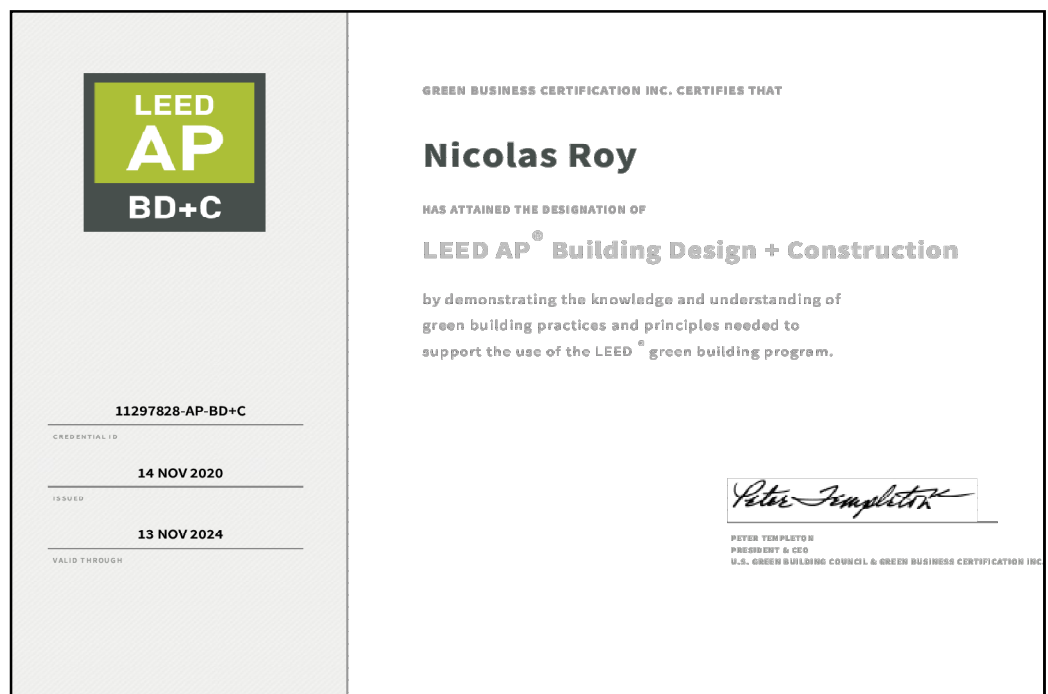 LEED
AP
BD+C
11297828-AP-BD+C
CREDENTIAL ID
14 NOV 2020
ISSUED
13 NOV 2024
VALID THROUGH
GREEN BUSINESS CERTIFICATION INC. CERTIFIES THAT
Nicolas Roy
HAS ATTAINED THE DESIGNATION OF
LEED AP® Building Design + Construction
by demonstrating the knowledge and understanding of
green building practices and principles needed to
support the use of the LEED ® green building program.
Peter Templeton
PETER TEMPLETON
PRESIDENT & CEO
U.S. GREEN BUILDING COUNCIL & GREEN BUSINESS CERTIFICATION INC.